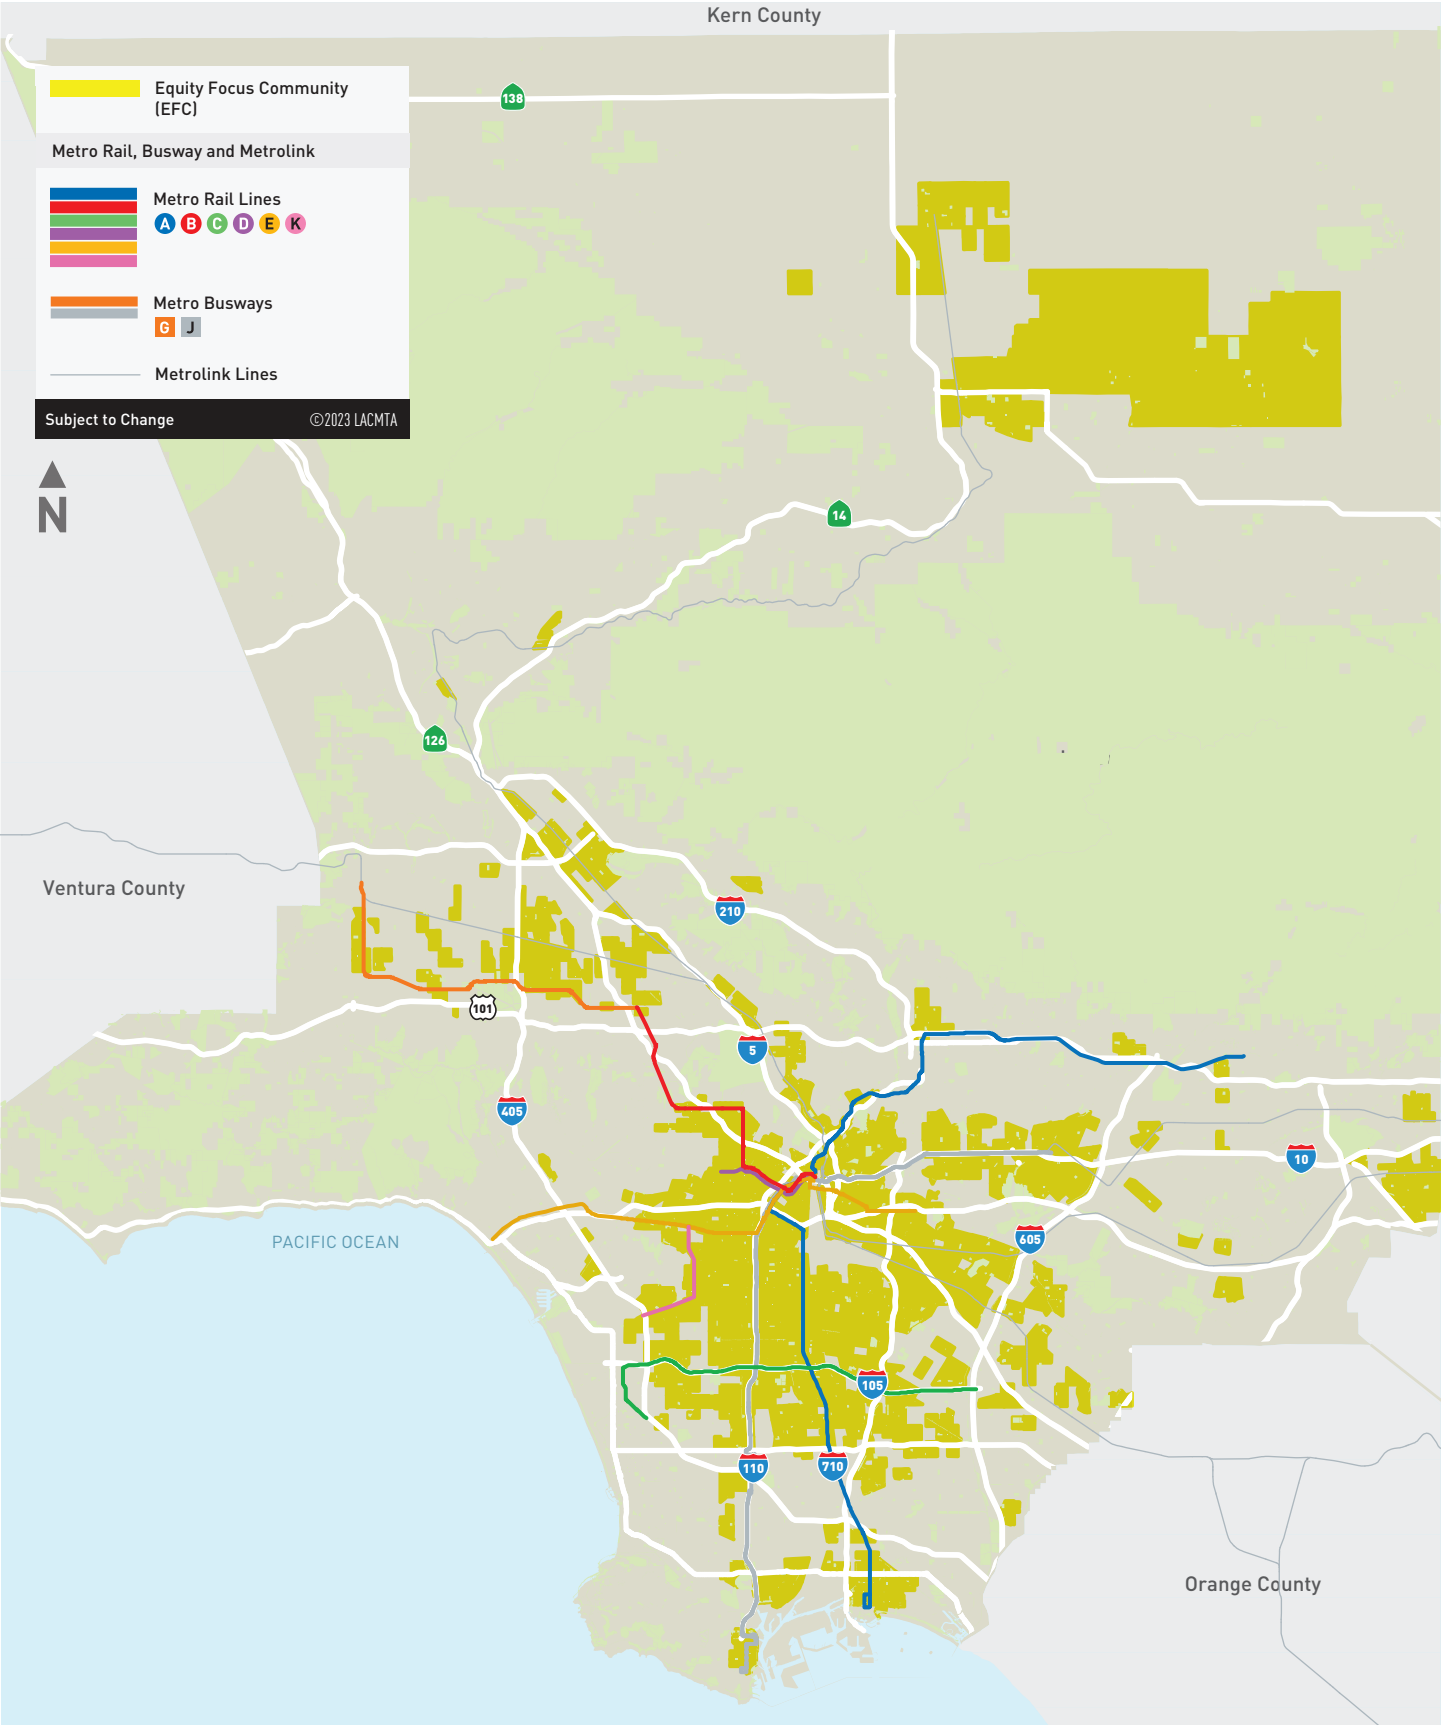 Kern County
Equity Focus Community
(EFC)
138
Metro Rail, Busway and Metrolink
Metro Rail Lines
A B C D E K
Metro Busways
G J
Metrolink Lines
Subject to Change ©2023 LACMTA
N
14
126
Ventura County
210
101
5
405
10
PACIFIC OCEAN
605
105
110
710
Orange County